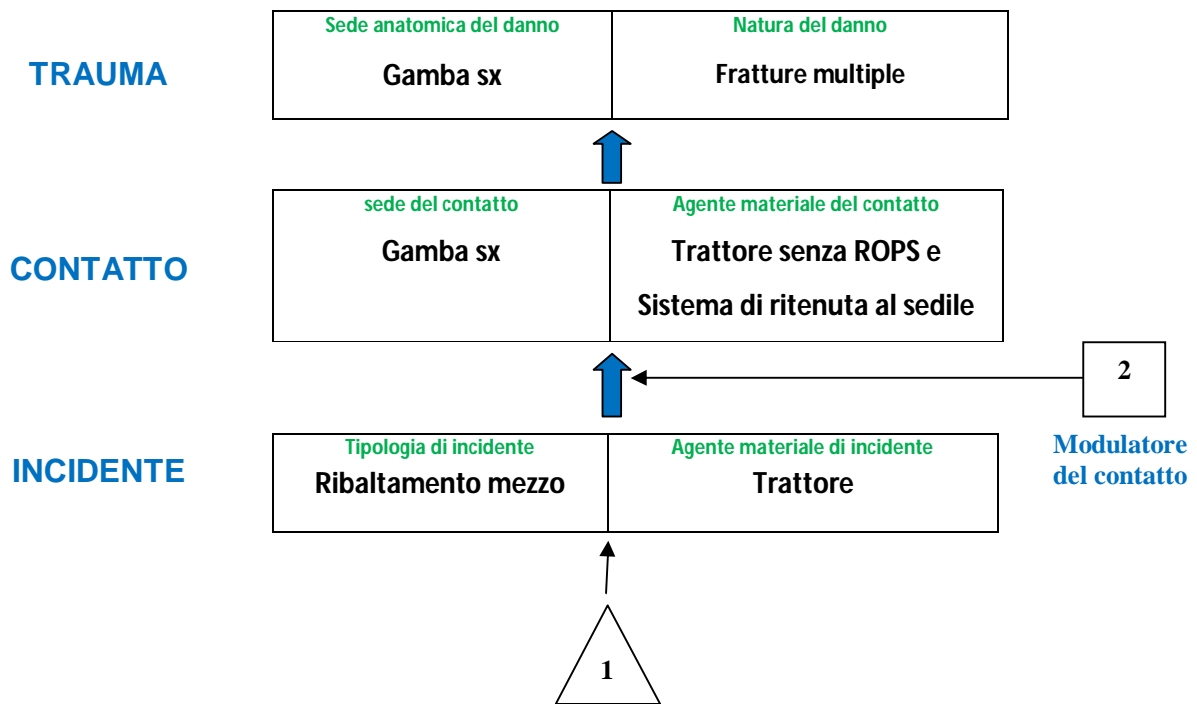 Sede anatomica del danno
Natura del danno
TRAUMA
Gamba sx
Fratture multiple
sede del contatto
Agente materiale del contatto
CONTATTO
Gamba sx
Trattore senza ROPS e
Sistema di ritenuta al sedile
2
Modulatore
del contatto
Tipologia di incidente
Agente materiale di incidente
INCIDENTE
Ribaltamento mezzo
Trattore
1